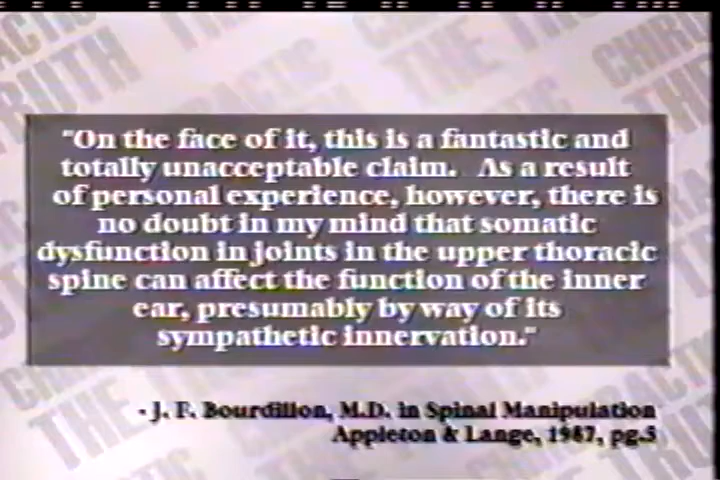 "On the face of it, this is a fantastic and
totally unacceptable claim. As a result
of personal experience, however, there is
no doubt in my mind that somatic
dysfunction in joints in the upper thoracic
spine can affect the function of the inner
ear, presumably by way of its
sympathetic innervation."
- J. F. Bourdillon, M.D. in Spinal Manipulation
Appleton & Lange, 1987, pg.5
CHIROPRACTIC
THE TRUTH